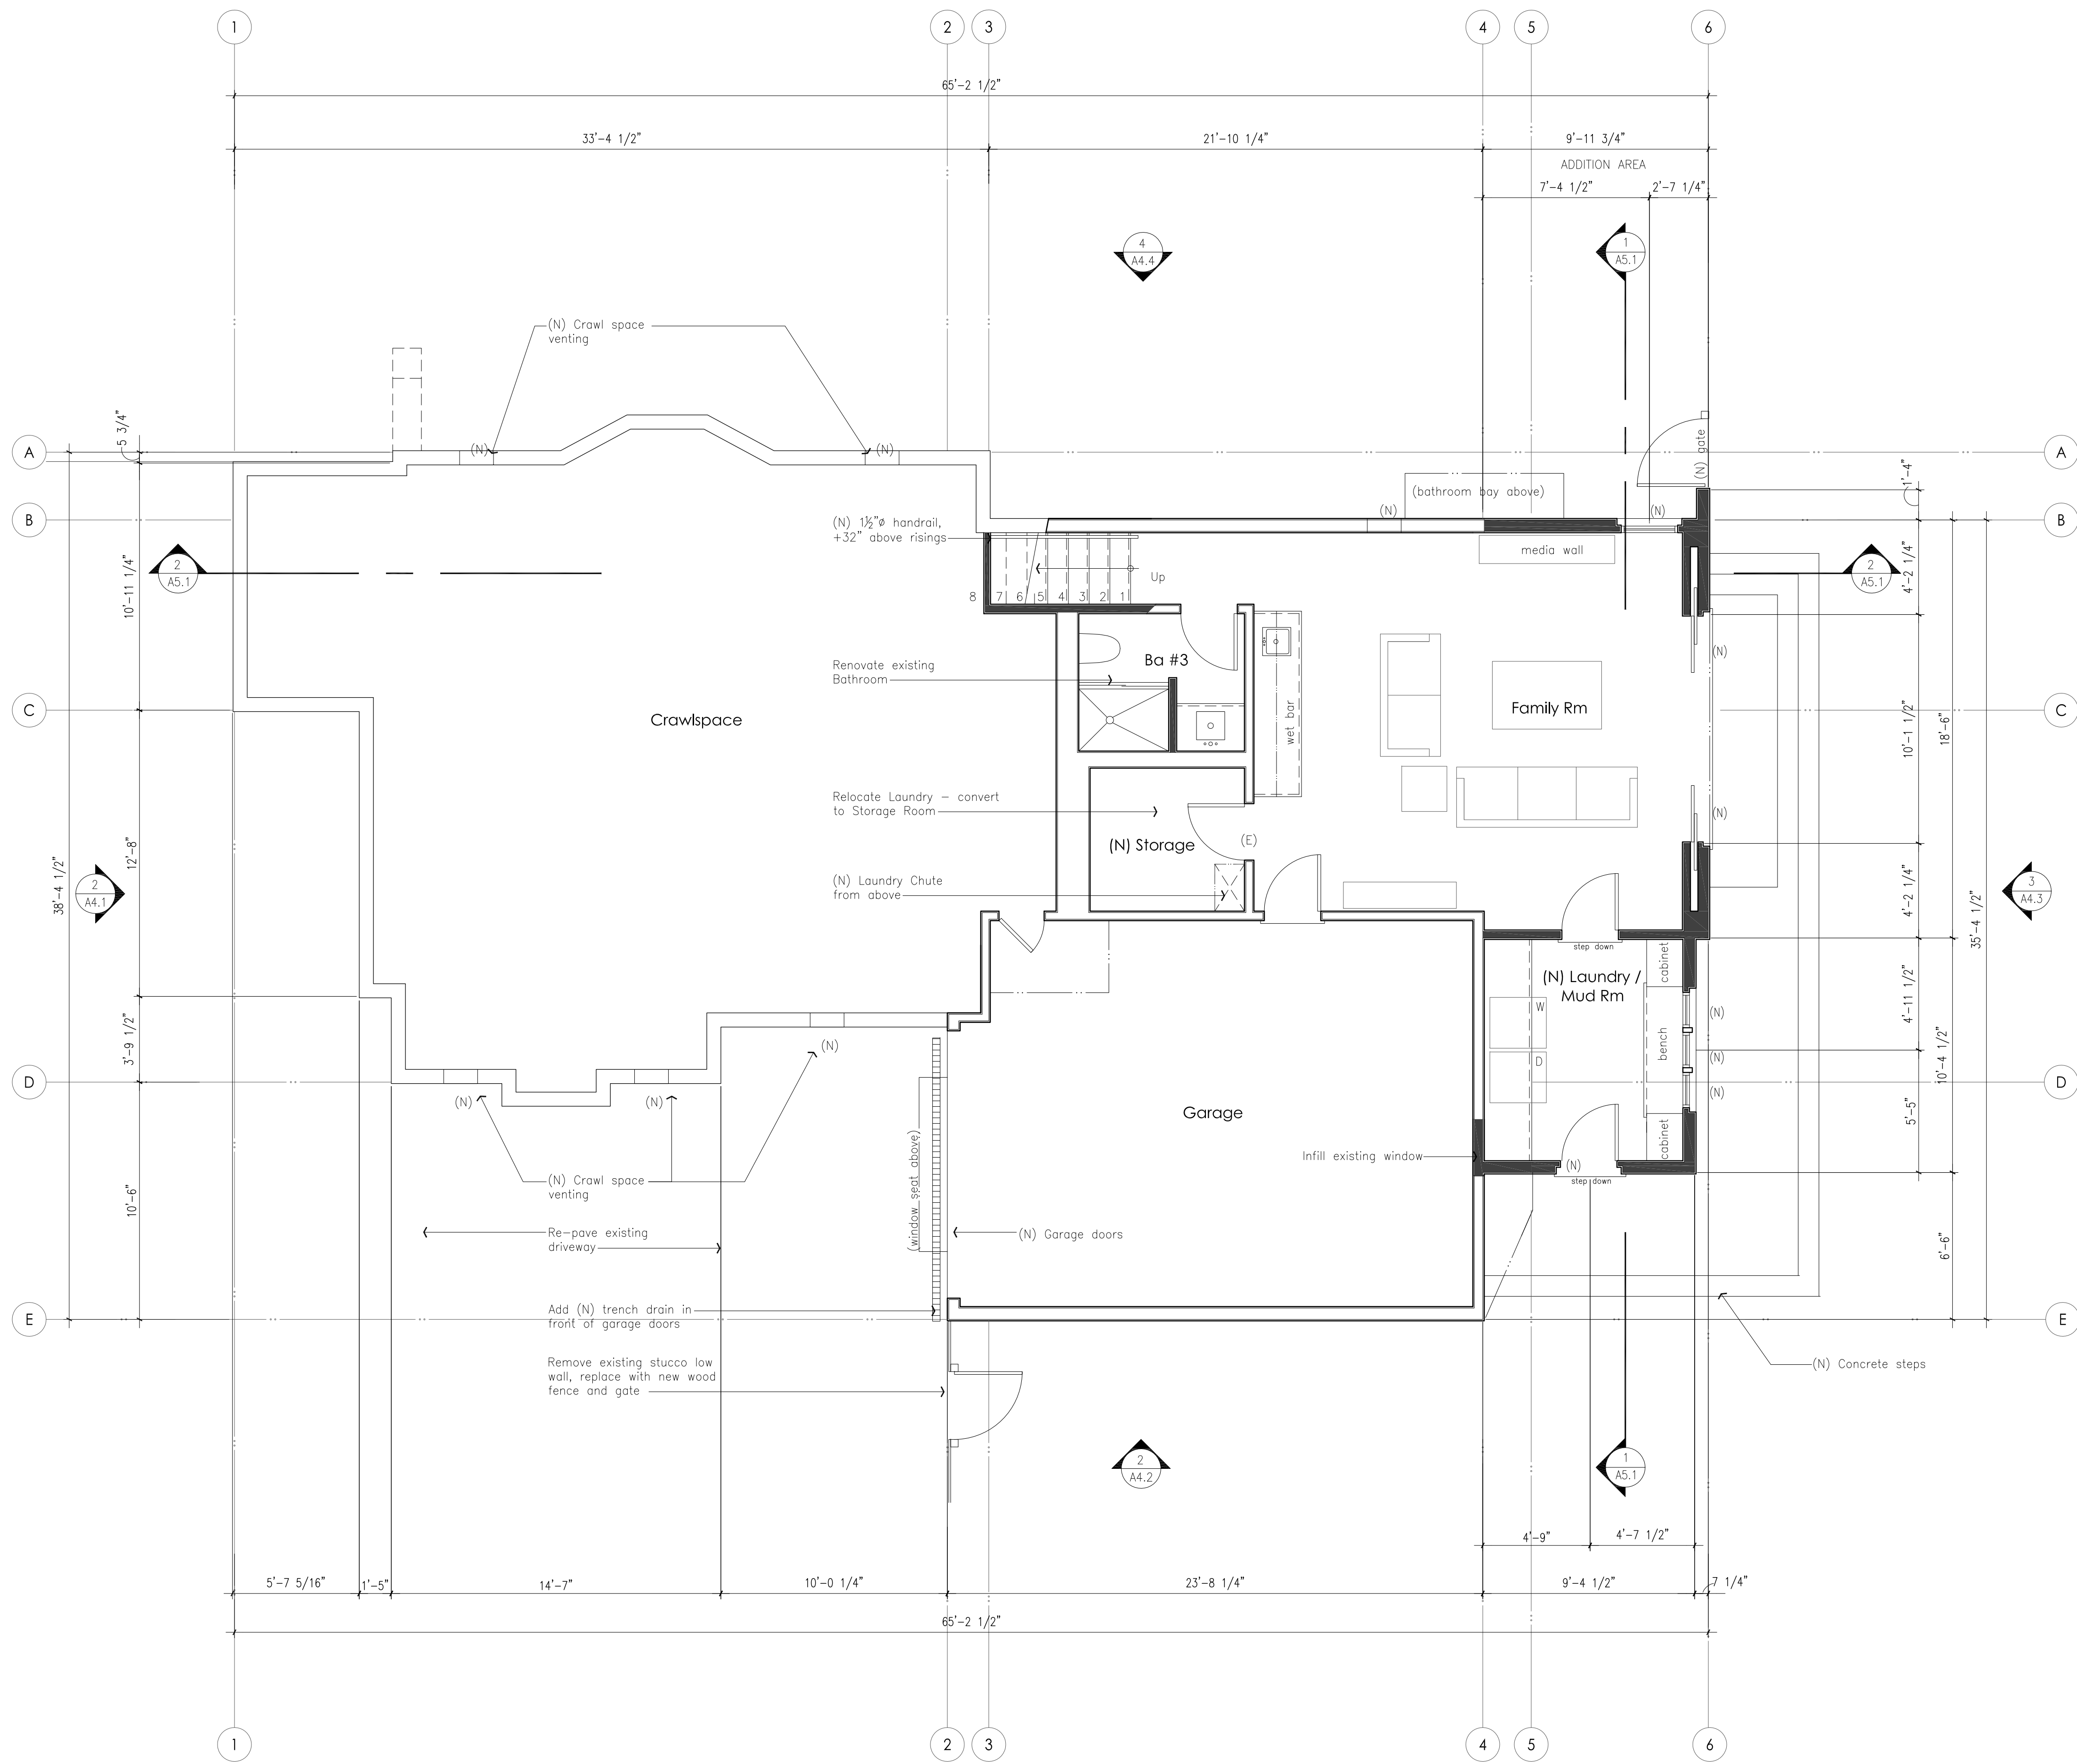 1
2
3
4
5
6
65'-2 1/2"
33'-4 1/2"
21'-10 1/4"
9'-11 3/4"
ADDITION AREA
7'-4 1/2"
2'-7 1/4"
4
A4.4
1
A5.1
(N) Crawl space
venting
5 3/4"
A
(N)
(N)
(N) gate
A
1'-4"
B
(bathroom bay above)
(N)
(N)
B
(N) 1½"ø handrail,
+32" above risings
media wall
2
A5.1
Up
2
A5.1
10'-11 1/4"
4'-2 1/4"
8
7
6
5
4
3
2
1
Renovate existing
Bathroom
Ba #3
(N)
C
Crawlspace
wet bar
Family Rm
C
10'-1 1/2"
18'-6"
Relocate Laundry – convert
to Storage Room
(N)
(N) Storage
(E)
12'-8"
38'-4 1/2"
2
A4.1
(N) Laundry Chute
from above
3
A4.3
4'-2 1/4"
35'-4 1/2"
step down
cabinet
(N) Laundry /
Mud Rm
W
(N)
4'-11 1/2"
3'-9 1/2"
(N)
bench
D
(N)
10'-4 1/2"
D
D
(N)
(N)
(N)
Garage
5'-5"
cabinet
(window seat above)
Infill existing window
(N)
step down
(N) Crawl space
venting
10'-6"
Re-pave existing
driveway
(N) Garage doors
6'-6"
Add (N) trench drain in
front of garage doors
E
E
Remove existing stucco low
wall, replace with new wood
fence and gate
(N) Concrete steps
2
A4.2
1
A5.1
4'-9"
4'-7 1/2"
5'-7 5/16"
1'-5"
14'-7"
10'-0 1/4"
23'-8 1/4"
9'-4 1/2"
7 1/4"
65'-2 1/2"
1
2
3
4
5
6